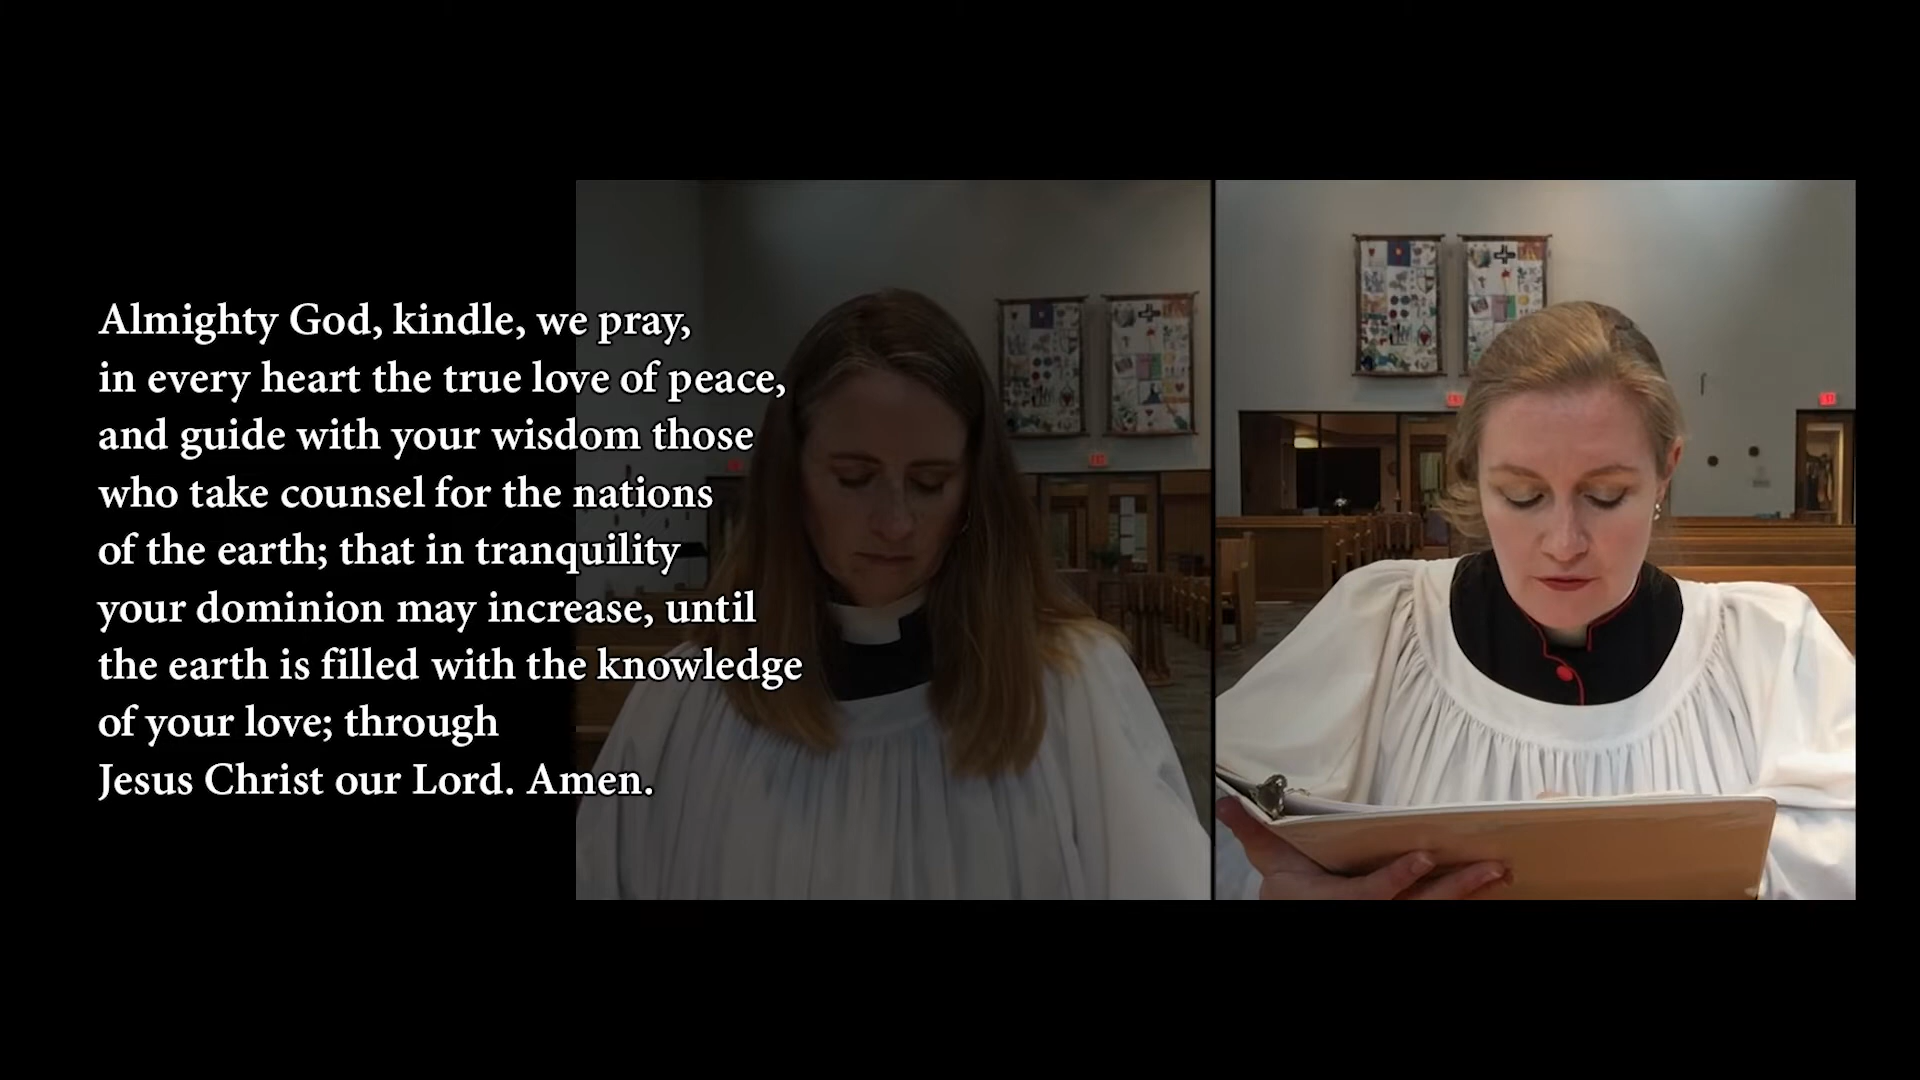 Almighty God, kindle, we pray,
in every heart the true love of peace,
and guide with your wisdom those
who take counsel for the nations
of the earth; that in tranquility
your dominion may increase, until
the earth is filled with the knowledge
of your love; through
Jesus Christ our Lord. Amen.